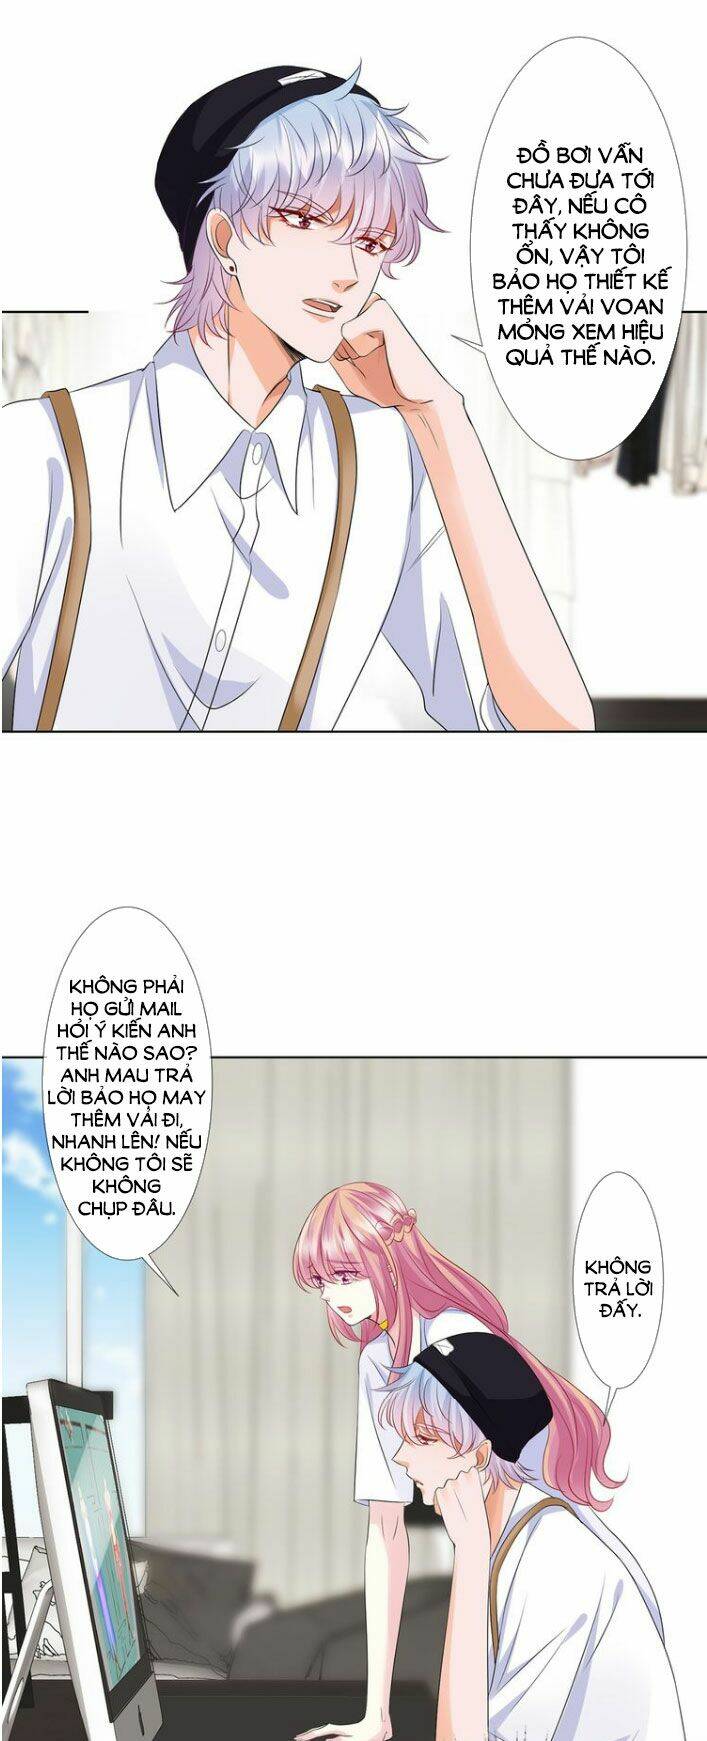 ĐỒ BƠI VẪN
CHƯA ĐƯA TỚI
ĐÂY, NẾU CÔ
THẤY KHÔNG
ỔN, VẬY TÔI
BẢO HỌ THIẾT KẾ
THÊM VẢI VOAN
MỎNG XEM HIỆU
QUẢ THẾ NÀO.
KHÔNG PHẢI
HỌ GỬI MAIL
HỎI Ý KIẾN ANH
THẾ NÀO SAO?
ANH MAU TRẢ
LỜI BẢO HỌ MAY
THÊM VẢI ĐI,
NHANH LÊN! NẾU
KHÔNG TÔI SẼ
KHÔNG
CHỤP ĐÂU.
KHÔNG
TRẢ LỜI
ĐẤY.